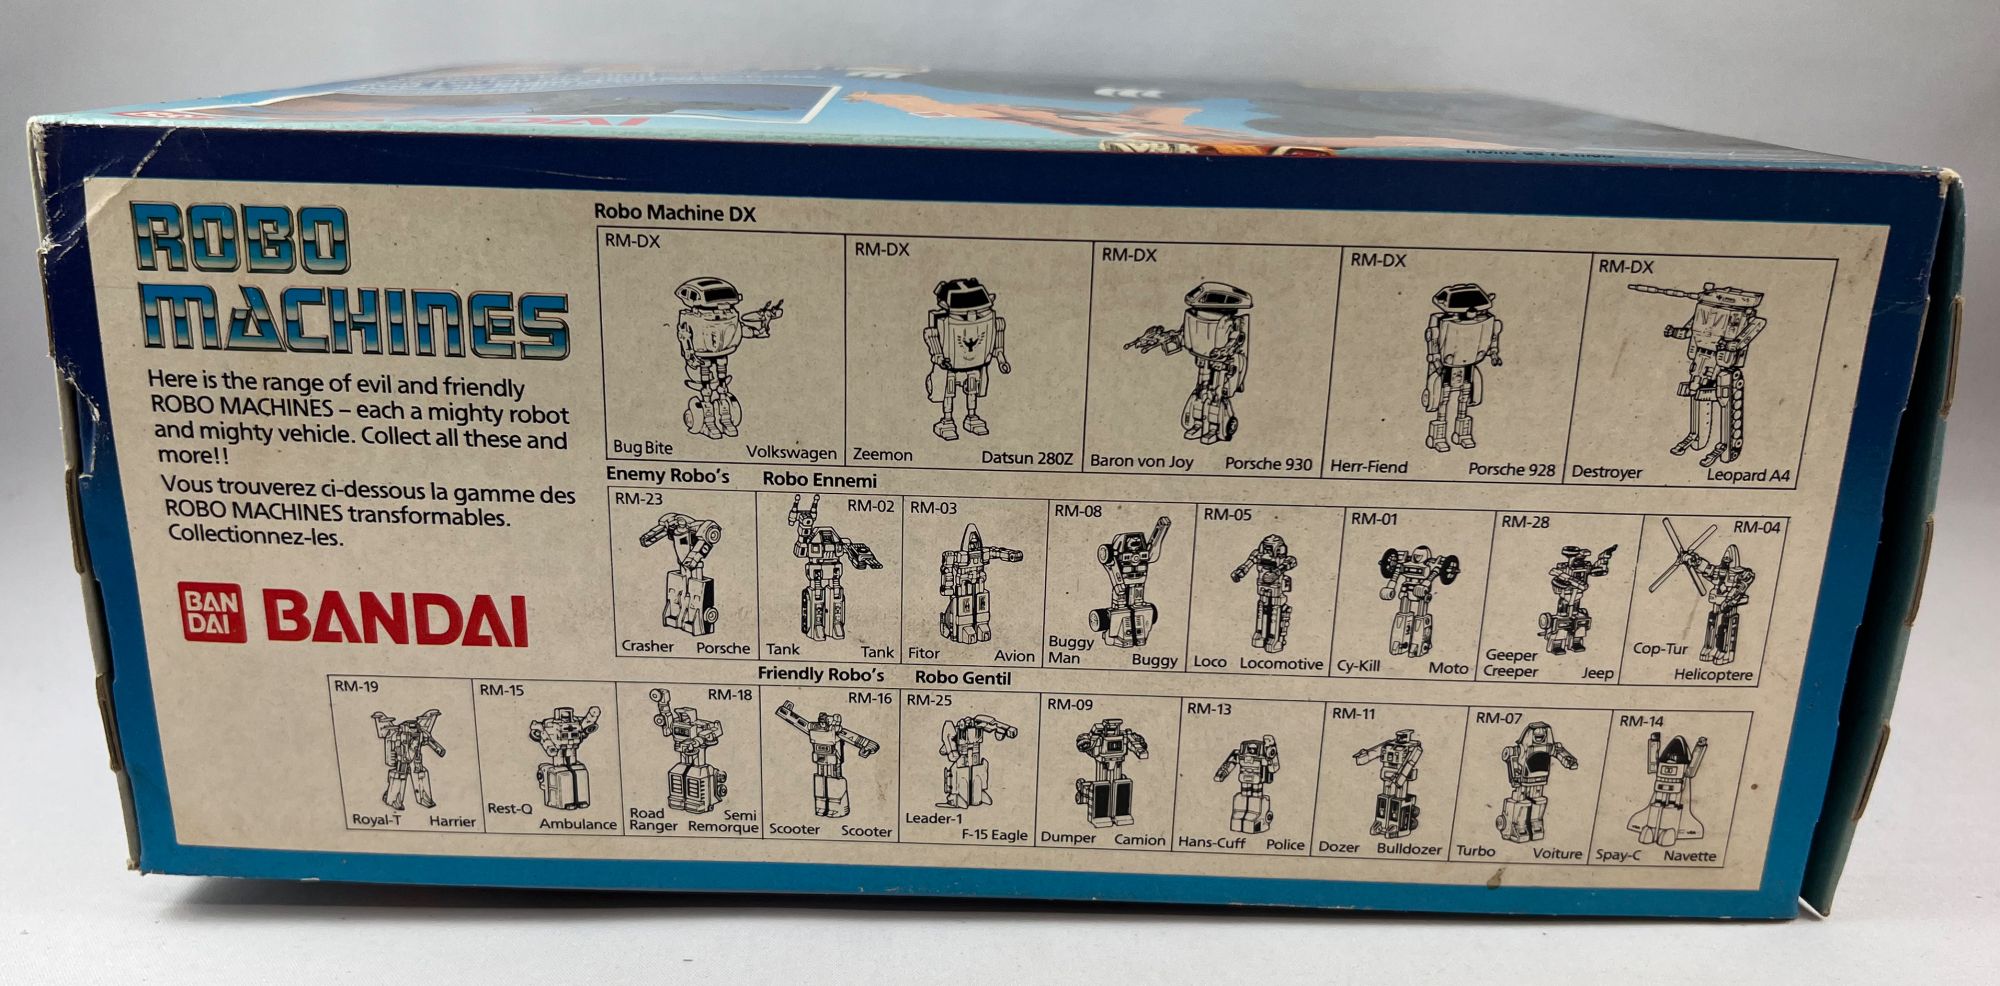 ROBO
MACHINES
Here is the range of evil and friendly
ROBO MACHINES – each a mighty robot
and mighty vehicle. Collect all these and
more!!
Vous trouverez ci-dessous la gamme des
ROBO MACHINES transformables.
Collectionnez-les.
BAN
DAI
BANDAI
Robo Machine DX
RM-DX
Bug Bite Volkswagen
RM-DX
Zeemon Datsun 280Z
RM-DX
Baron von Joy Porsche 930
RM-DX
Herr-Fiend Porsche 928
RM-DX
Destroyer Leopard A4
Enemy Robo's Robo Ennemi
RM-23
Crasher Porsche
RM-02
Tank Tank
RM-03
Fitor Avion
RM-08
Buggy
Man Buggy
RM-05
Loco Locomotive
RM-01
Cy-Kill Moto
RM-28
Geeper
Creeper Jeep
RM-04
Cop-Tur
Helicoptere
Friendly Robo's Robo Gentil
RM-19
Royal-T Harrier
RM-15
Rest-Q
Ambulance
RM-18
Road Semi
Ranger Remorque
RM-16
Scooter Scooter
RM-25
Leader-1
F-15 Eagle
RM-09
Dumper Camion
RM-13
Hans-Cuff Police
RM-11
Dozer Bulldozer
RM-07
Turbo Voiture
RM-14
Spay-C Navette